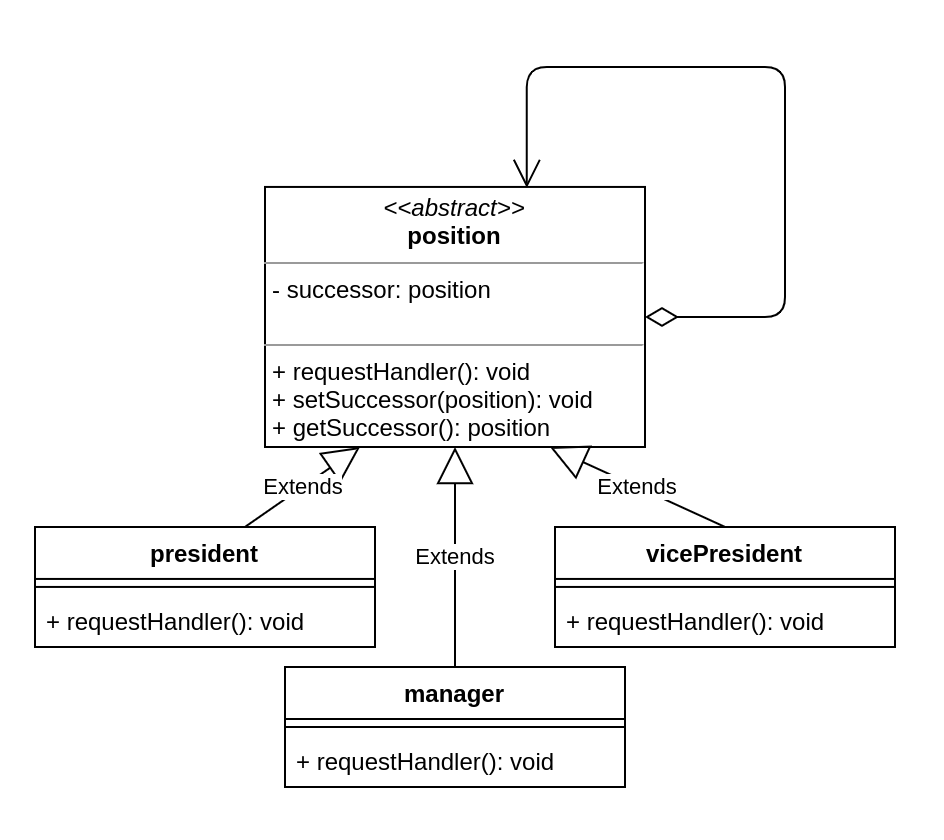 <<abstract>>
position
- successor: position
+ requestHandler(): void
+ setSuccessor(position): void
+ getSuccessor(): position
Extends
Extends
Extends
president
+ requestHandler(): void
vicePresident
+ requestHandler(): void
manager
+ requestHandler(): void